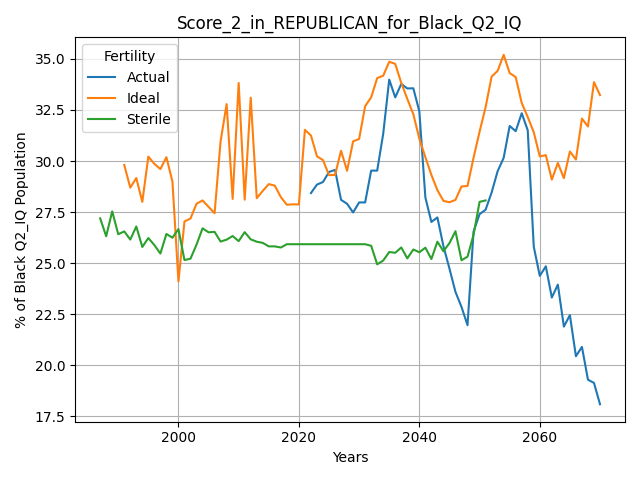 Score_2_in_REPUBLICAN_for_Black_Q2_IQ
Fertility
Actual
Ideal
Sterile
% of Black Q2_IQ Population
35.0
32.5
30.0
27.5
25.0
22.5
20.0
17.5
2000
2020
2040
2060
Years